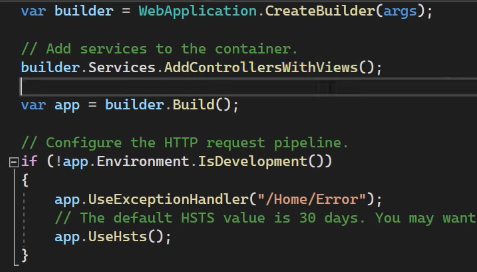 var builder = WebApplication.CreateBuilder(args);
// Add services to the container.
builder.Services.AddControllersWithViews();
var app = builder.Build();
// Configure the HTTP request pipeline.
if (!app.Environment.IsDevelopment())
{
app.UseExceptionHandler("/Home/Error");
// The default HSTS value is 30 days. You may want
app.UseHsts();
}